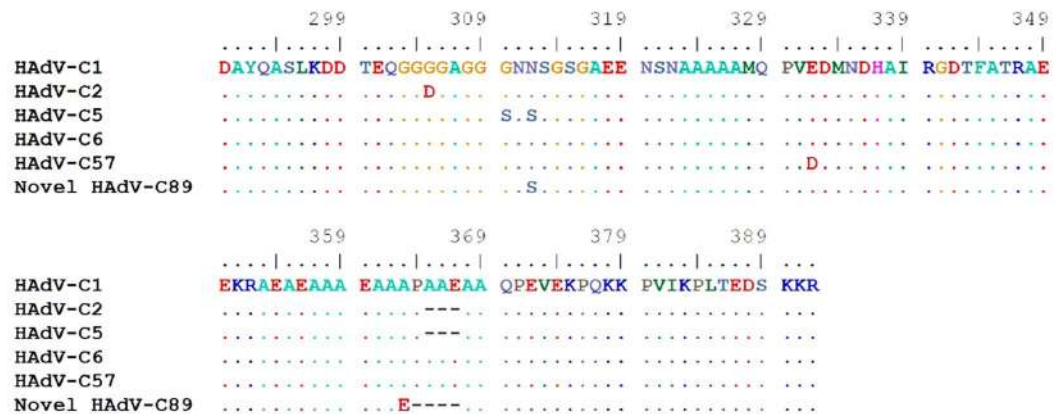 299 309 319 329 339 349
....|....| ....|....| ....|....| ....|....| ....|....| ....|....|
HAdV-C1 DAYQASLKDD TEQGGGGAGG GNNSGSGAEE NSNAAAAAMQ PVEDMNDHAI RGDTFATRAE
HAdV-C2 .......... .....D.... .......... .......... .......... ..........
HAdV-C5 .......... .......... S.S....... .......... .......... ..........
HAdV-C6 .......... .......... .......... .......... .......... ..........
HAdV-C57 .......... .......... .......... .......... ..D....... ..........
Novel HAdV-C89 .......... .......... ..S....... .......... .......... ..........
359 369 379 389
....|....| ....|....| ....|....| ....|....| ...
HAdV-C1 EKRAEAEAAA EAAAPAAEAA QPEVEKPQKK PVIKPLTEDS KKR
HAdV-C2 .......... .....---.. .......... .......... ...
HAdV-C5 .......... .....---.. .......... .......... ...
HAdV-C6 .......... .......... .......... .......... ...
HAdV-C57 .......... .......... .......... .......... ...
Novel HAdV-C89 .......... ...E----.. .......... .......... ...